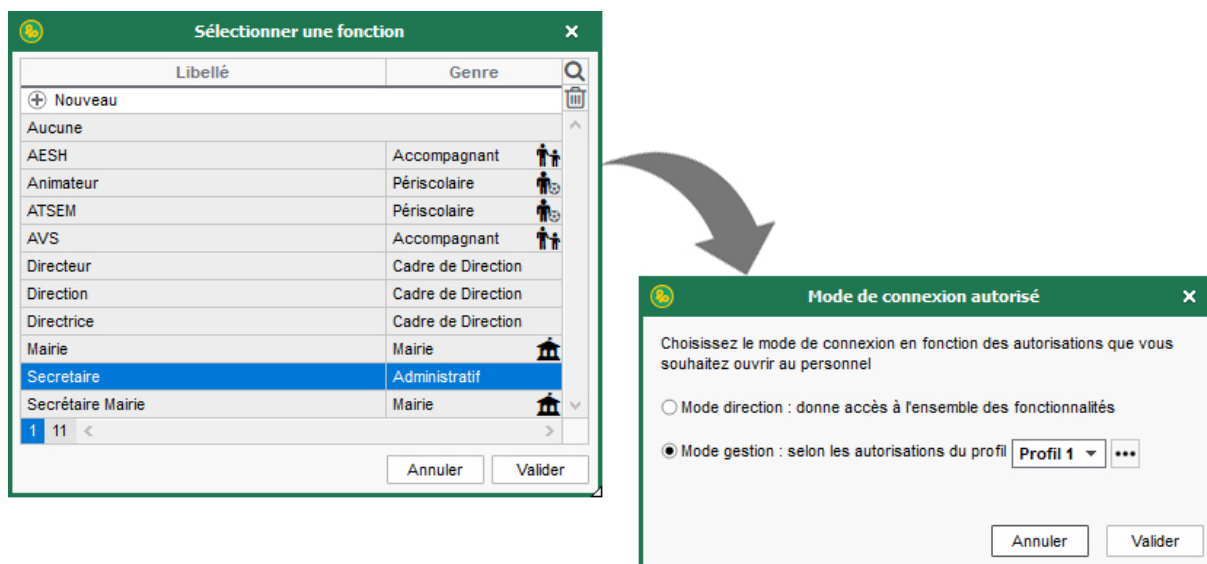 Sélectionner une fonction
Libellé Genre
Nouveau
Aucune
AESH Accompagnant
Animateur Périscolaire
ATSEM Périscolaire
AVS Accompagnant
Directeur Cadre de Direction
Direction Cadre de Direction
Directrice Cadre de Direction
Mairie Mairie
Secretaire Administratif
Secrétaire Mairie Mairie
1 11 < >
Annuler Valider
Mode de connexion autorisé
Choisissez le mode de connexion en fonction des autorisations que vous
souhaitez ouvrir au personnel
Mode direction : donne accès à l'ensemble des fonctionnalités
Mode gestion : selon les autorisations du profil Profil 1 •••
Annuler Valider